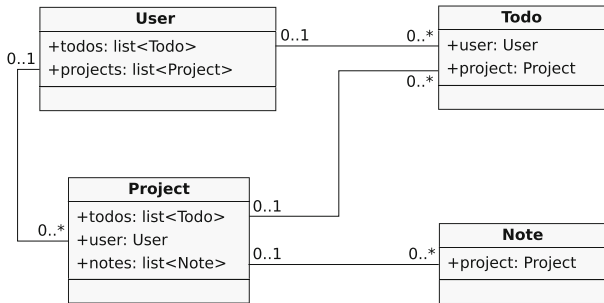 User
+todos: list<Todo>
+projects: list<Project>
0..1
0..*
Todo
+user: User
+project: Project
0..1
0..*
Project
+todos: list<Todo>
+user: User
+notes: list<Note>
0..*
0..1
0..1
0..*
Note
+project: Project